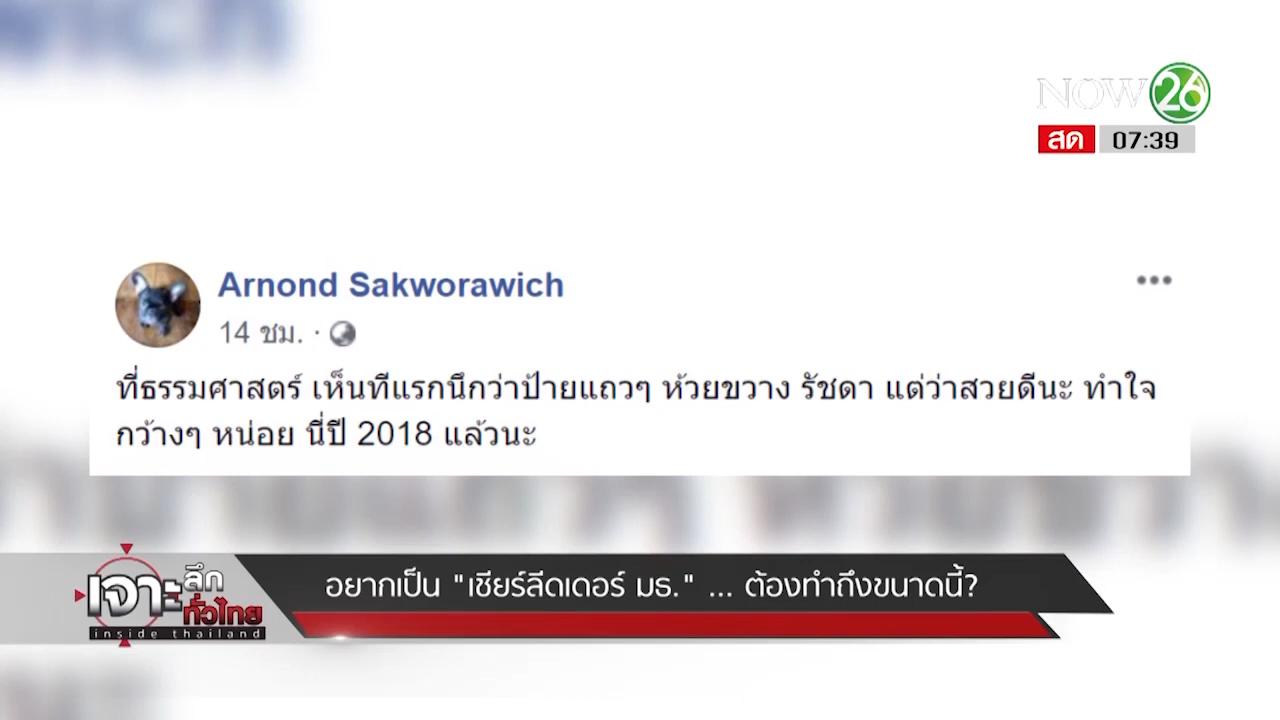 NOW 26
สด 07:39
Arnond Sakworawich
14 ชม. ·
ที่ธรรมศาสตร์ เห็นทีแรกนึกว่าป้ายแถวๆ ห้วยขวาง รัชดา แต่ว่าสวยดีนะ ทำใจ
กว้างๆ หน่อย นี่ปี 2018 แล้วนะ
อยากเป็น "เชียร์ลีดเดอร์ มธ." ... ต้องทำถึงขนาดนี้?
เจาะลึกทั่วไทย
inside thailand